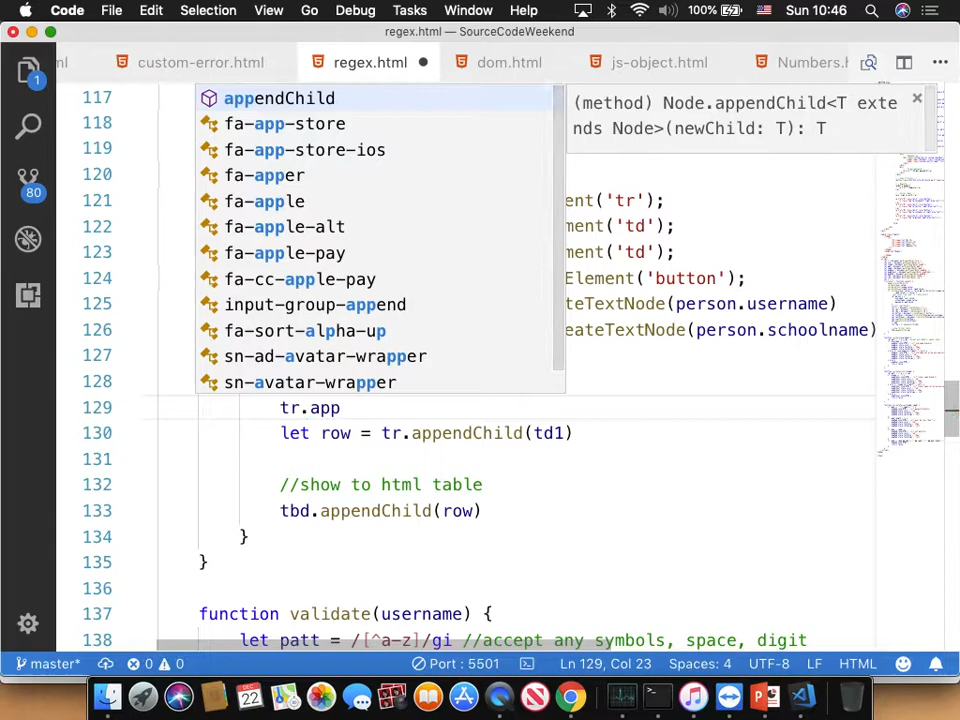 Code File Edit Selection View Go Debug Tasks Window Help 100% Sun 10:46
regex.html — SourceCodeWeekend
ml custom-error.html regex.html dom.html js-object.html Numbers.h
117 appendChild (method) Node.appendChild<T exte
118 fa-app-store nds Node>(newChild: T): T
119 fa-app-store-ios
120 fa-apper
121 fa-apple ent('tr');
122 fa-apple-alt ment('td');
123 fa-apple-pay ment('td');
124 fa-cc-apple-pay Element('button');
125 input-group-append teTextNode(person.username)
126 fa-sort-alpha-up eateTextNode(person.schoolname)
127 sn-ad-avatar-wrapper
128 sn-avatar-wrapper
129 tr.app
130 let row = tr.appendChild(td1)
131
132 //show to html table
133 tbd.appendChild(row)
134 }
135 }
136
137 function validate(username) {
138 let patt = /[^a-z]/gi //accept any symbols, space, digit
1
80
master* 0 0 Port : 5501 Ln 129, Col 23 Spaces: 4 UTF-8 LF HTML
DEC
22